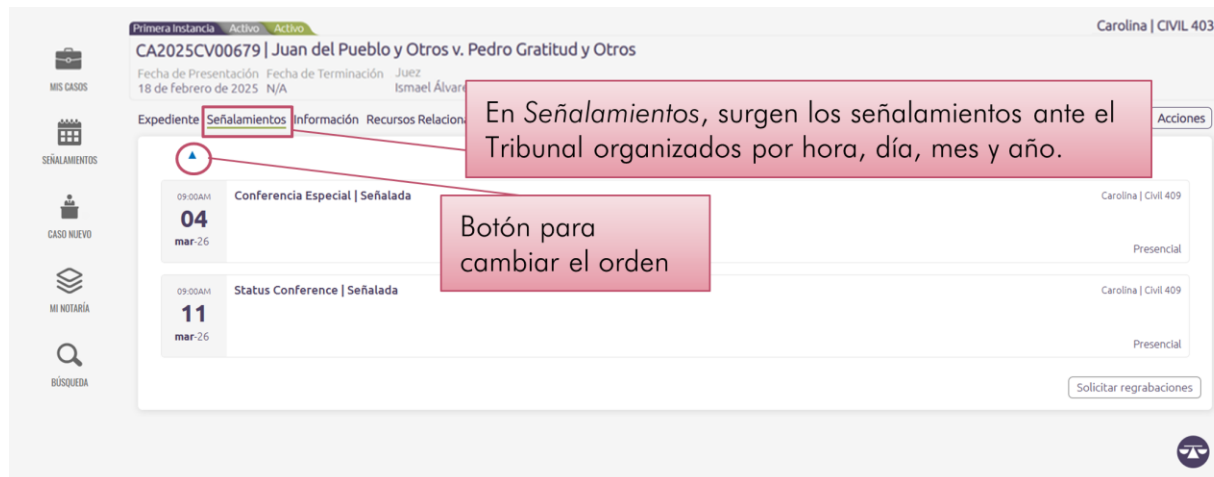 Primera Instancia Activo Activo
Carolina | CIVIL 403
CA2025CV00679 | Juan del Pueblo y Otros v. Pedro Gratitud y Otros
Fecha de Presentación Fecha de Terminación Juez
18 de febrero de 2025 N/A Ismael
MIS CASOS
Expediente Señalamientos Información Recursos
Acciones
En Señalamientos, surgen los señalamientos ante el
Tribunal organizados por hora, día, mes y año.
SEÑALAMIENTOS
09:00AM
04
mar-26
Conferencia Especial | Señalada
Carolina | Civil 409
Presencial
Botón para
cambiar el orden
CASO NUEVO
09:00AM
11
mar-26
Status Conference | Señalada
Carolina | Civil 409
Presencial
MI NOTARÍA
BÚSQUEDA
Solicitar regrabaciones